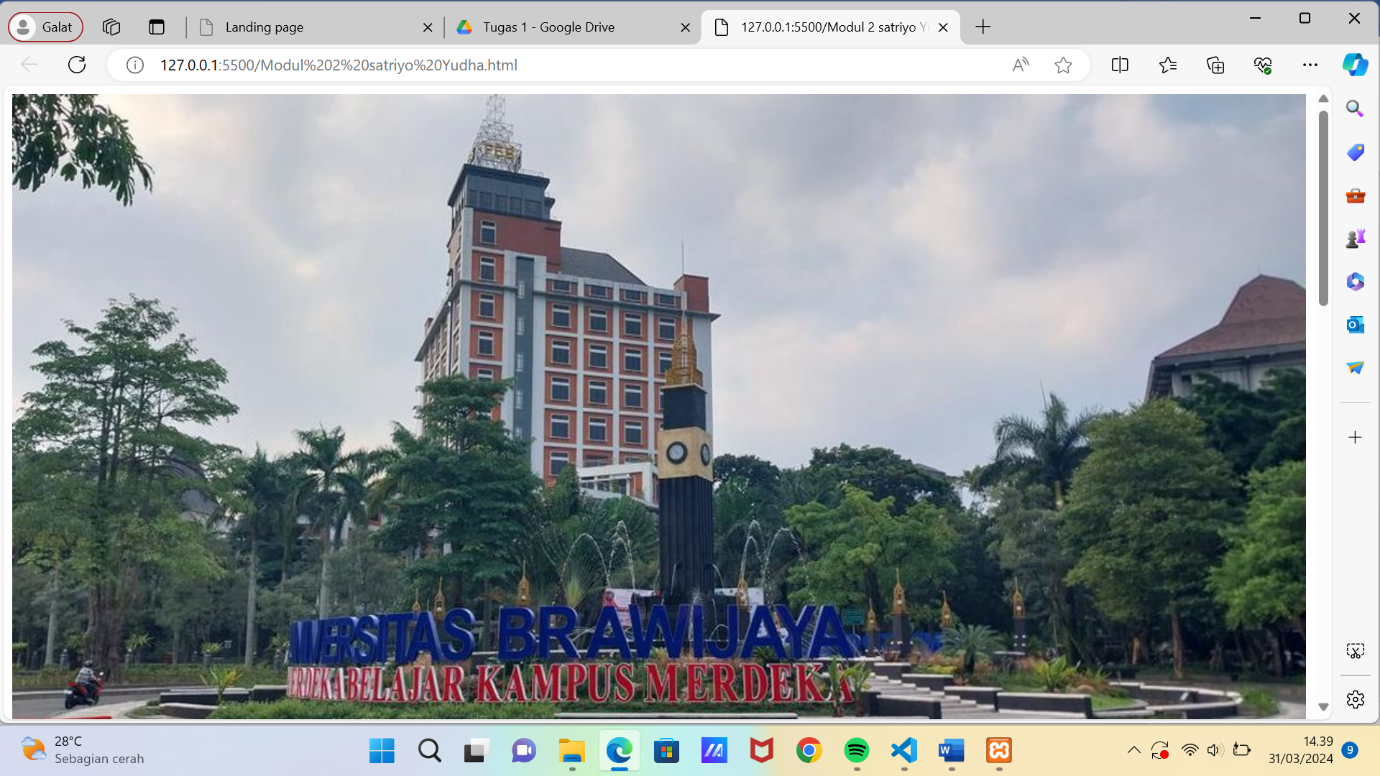 Galat
Landing page
Tugas 1 - Google Drive
127.0.0.1:5500/Modul 2 satriyo Y
127.0.0.1:5500/Modul%202%20satriyo%20Yudha.html
FEB
NIVERSITAS BRAWIJAYA
ERDEKA BELAJAR KAMPUS MERDEKA
28°C
Sebagian cerah
14.39
31/03/2024
9